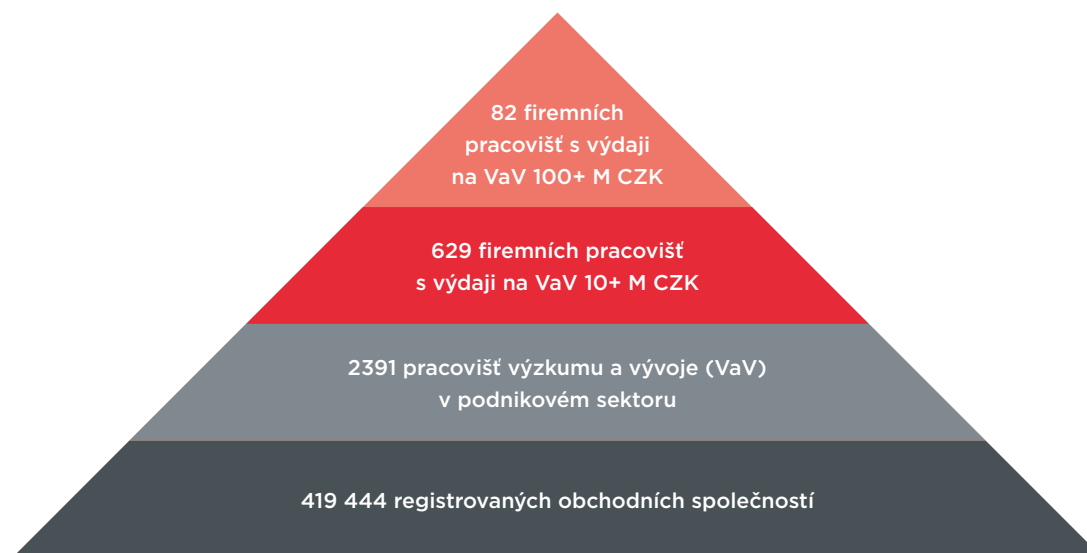 82 firemních
pracovišť s výdaji
na VaV 100+ M CZK
629 firemních pracovišť
s výdaji na VaV 10+ M CZK
2391 pracovišť výzkumu a vývoje (VaV)
v podnikovém sektoru
419 444 registrovaných obchodních společností